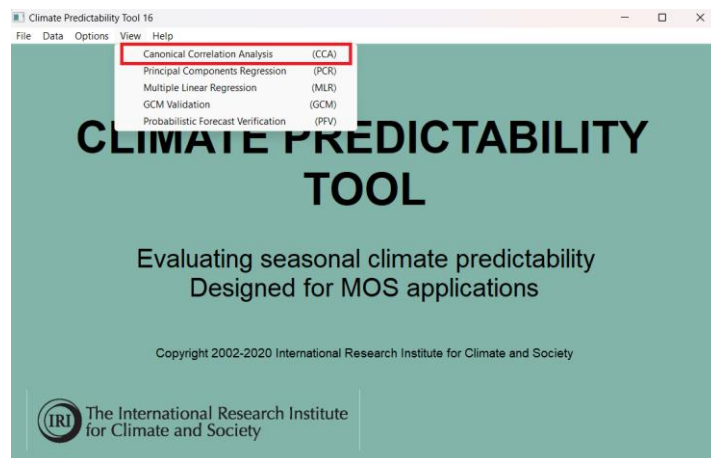 Climate Predictability Tool 16
File Data Options View Help
Canonical Correlation Analysis (CCA)
Principal Components Regression (PCR)
Multiple Linear Regression (MLR)
GCM Validation (GCM)
Probabilistic Forecast Verification (PFV)
CLIMATE PREDICTABILITY
TOOL
Evaluating seasonal climate predictability
Designed for MOS applications
Copyright 2002-2020 International Research Institute for Climate and Society
IRI The International Research Institute
for Climate and Society